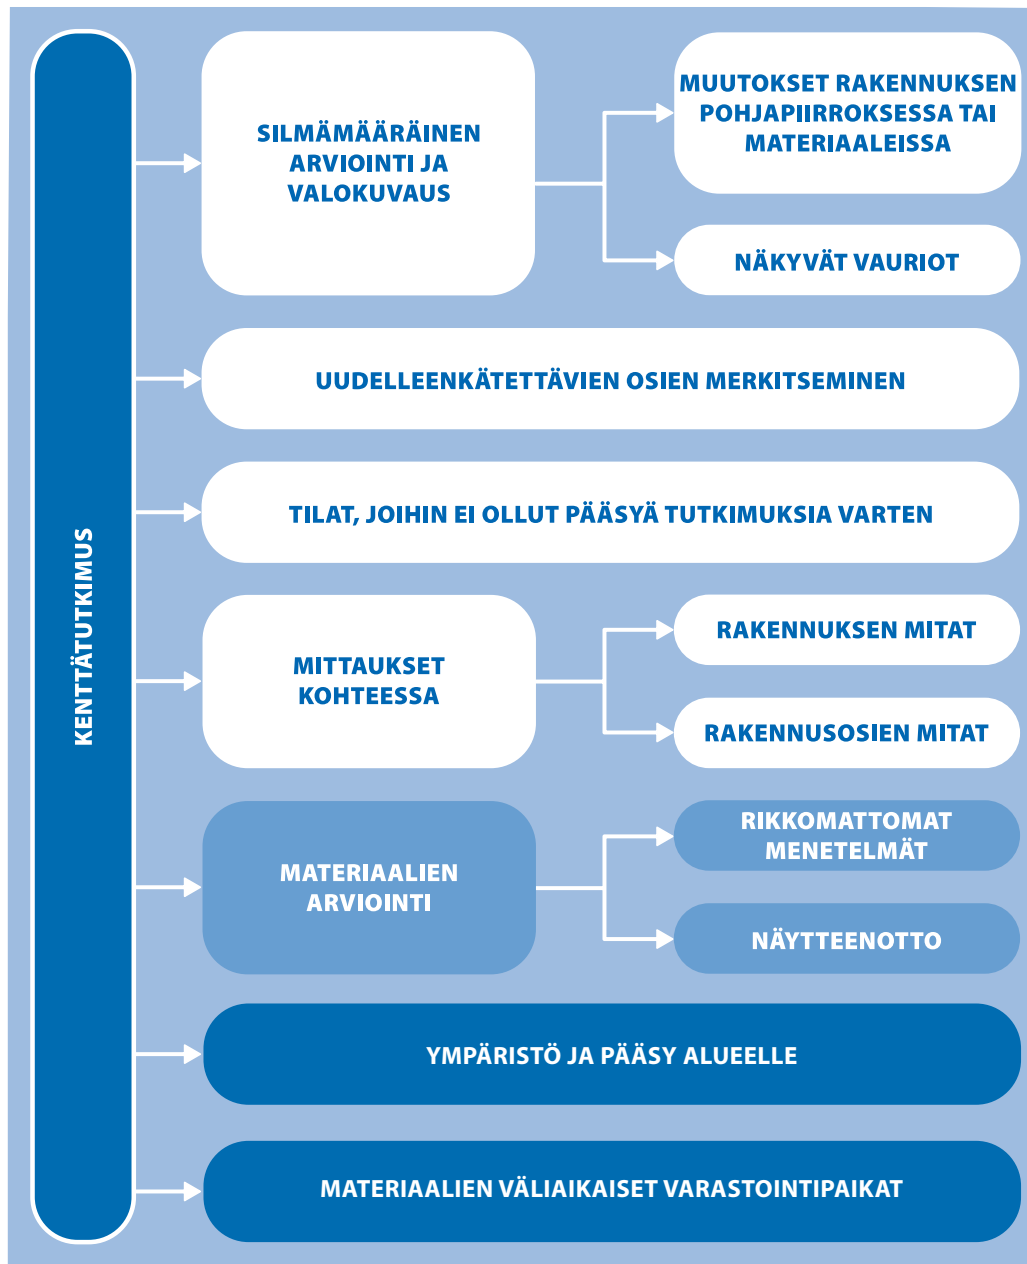 KENTTÄTUTKIMUS
SILMÄMÄÄRÄINEN
ARVIOINTI JA
VALOKUVAUS
MUUTOKSET RAKENNUKSEN
POHJAPIIRROKSESSA TAI
MATERIAALEISSA
NÄKYVÄT VAURIOT
UUDELLEENKÄTETTÄVIEN OSIEN MERKITSEMINEN
TILAT, JOIHIN EI OLLUT PÄÄSYÄ TUTKIMUKSIA VARTEN
MITTAUKSET
KOHTEESSA
RAKENNUKSEN MITAT
RAKENNUSOSIEN MITAT
MATERIAALIEN
ARVIOINTI
RIKKOMATTOMAT
MENETELMÄT
NÄYTTEENOTTO
YMPÄRISTÖ JA PÄÄSY ALUEELLE
MATERIAALIEN VÄLIAIKAISET VARASTOINTIPAIKAT